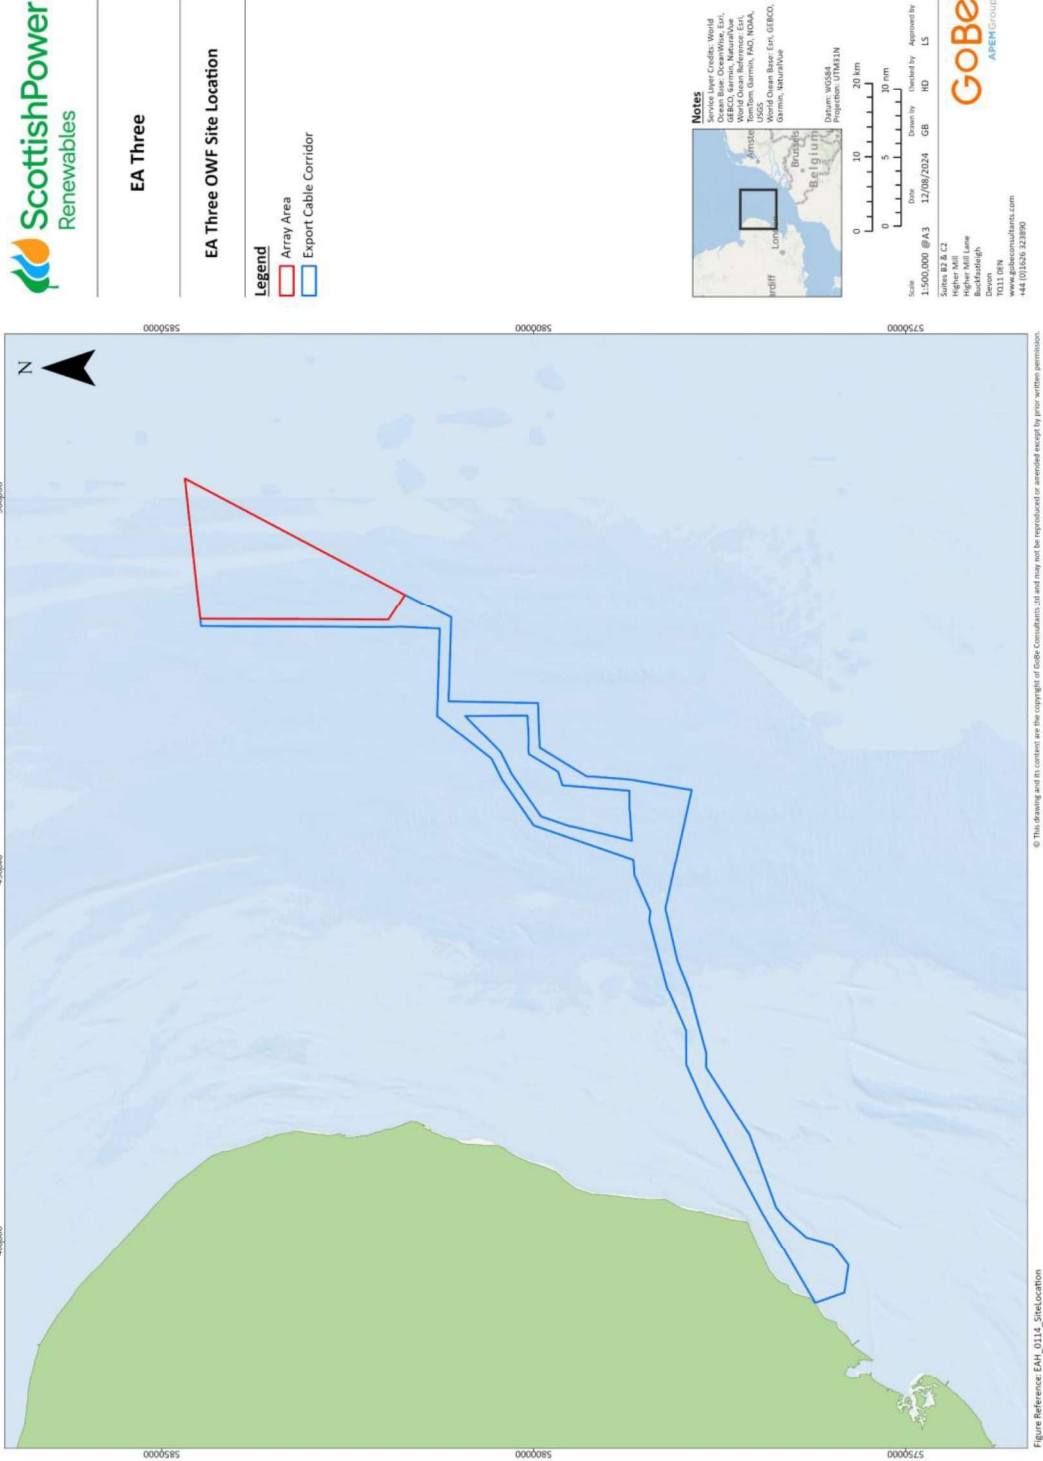 ScottishPower
Renewables
EA Three
EA Three OWF Site Location
Legend
Array Area
Export Cable Corridor
N
5850000
5800000
5750000
5850000
5800000
5750000
Amste
Brussels
Belgium
London
ardiff
Notes
Service Layer Credits: World
Ocean Base: OceanWise, Esri,
GEBCO, Garmin, NaturalVue
World Ocean Reference: Esri,
TomTom, Garmin, FAO, NOAA,
USGS
World Ocean Base: Esri, GEBCO,
Garmin, NaturalVue
Datum: WGS84
Projection: UTM31N
0 10 20 km
0 5 10 nm
Scale Date Drawn by Checked by Approved by
1:500,000 @A3 12/08/2024 GB HD LS
Suites B2 & C2
Higher Mill
Higher Mill Lane
Buckfastleigh
Devon
TQ11 0EN
www.gobeconsultants.com
+44 (0)1626 323890
GoBe
APEMGroup
Figure Reference: EAH_0114_SiteLocation
© This drawing and its content are the copyright of GoBe Consultants Ltd and may not be reproduced or amended except by prior written permission.